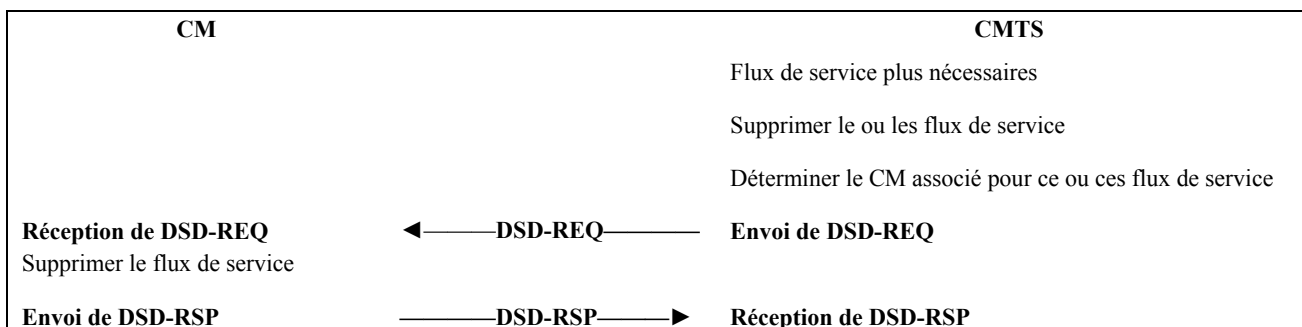 CM CMTS
Flux de service plus nécessaires
Supprimer le ou les flux de service
Déterminer le CM associé pour ce ou ces flux de service
Réception de DSD-REQ ◄———DSD-REQ——— Envoi de DSD-REQ
Supprimer le flux de service
Envoi de DSD-RSP ———DSD-RSP———► Réception de DSD-RSP